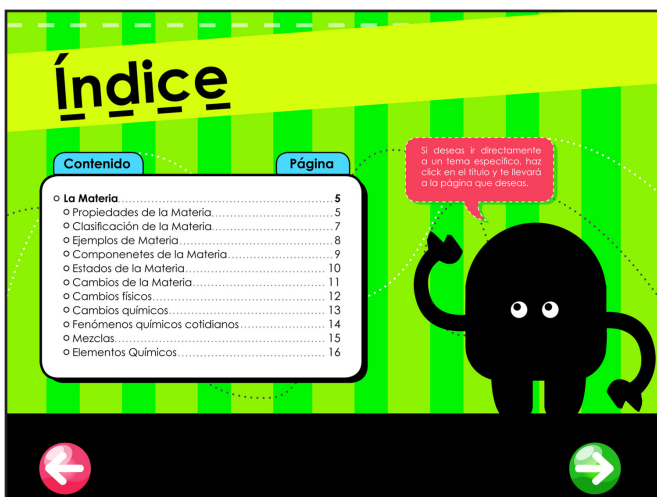 Índice
Contenido
Página
La Materia 5
Propiedades de la Materia 5
Clasificación de la Materia 7
Ejemplos de Materia 8
Componenetes de la Materia 9
Estados de la Materia 10
Cambios de la Materia 11
Cambios físicos 12
Cambios químicos 13
Fenómenos químicos cotidianos 14
Mezclas 15
Elementos Químicos 16
Si deseas ir directamente
a un tema específico, haz
click en el título y te llevará
a la página que deseas.